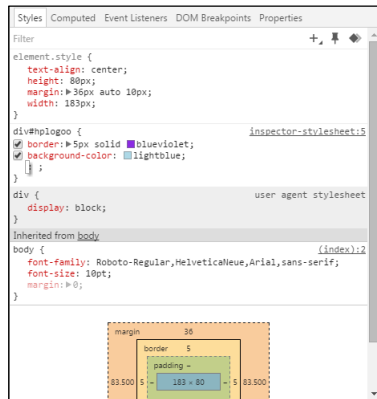 Styles Computed Event Listeners DOM Breakpoints Properties
Filter
element.style {
text-align: center;
height: 80px;
margin: 36px auto 10px;
width: 183px;
}
div#hplogoo { inspector-stylesheet:5
border: 5px solid blueviolet;
background-color: lightblue;
: ;
}
div { user agent stylesheet
display: block;
}
Inherited from body
body { (index):2
font-family: Roboto-Regular,HelveticaNeue,Arial,sans-serif;
font-size: 10pt;
margin: 0;
}
margin 36
border 5
padding -
83.500 5 - 183 × 80 - 5 83.500